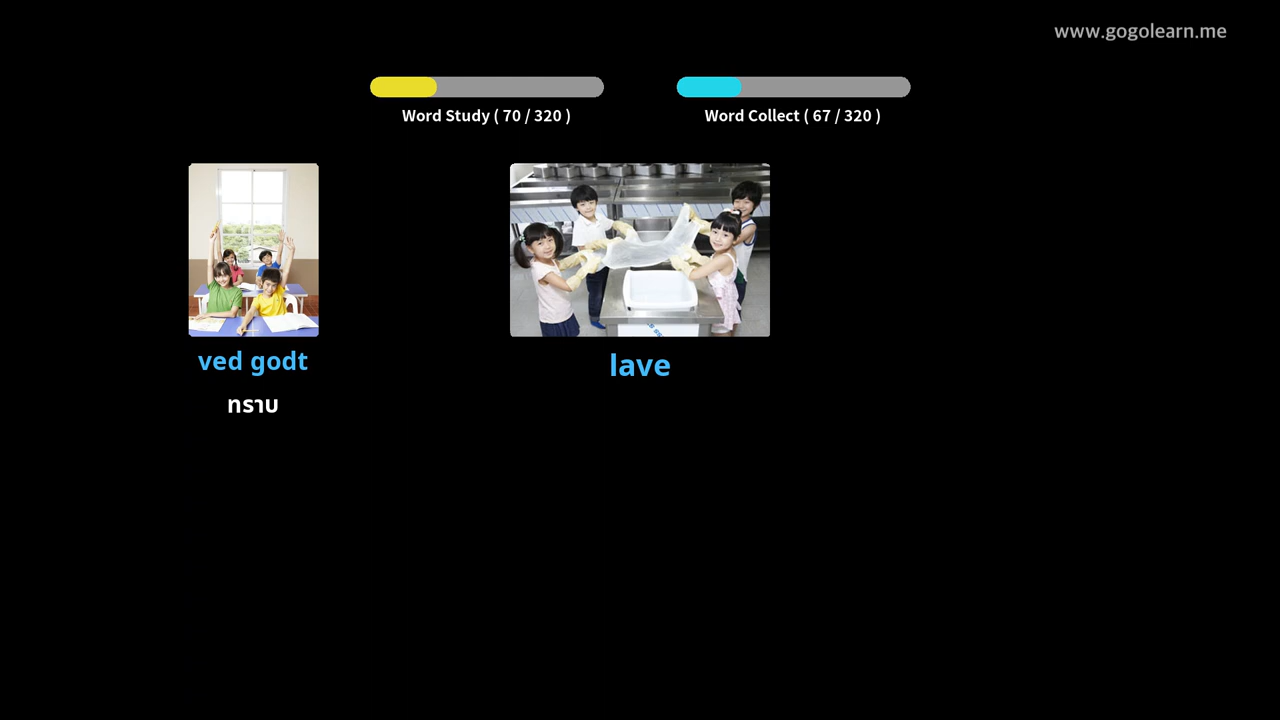 www.gogolearn.me
Word Study ( 70 / 320 )
Word Collect ( 67 / 320 )
ved godt
ทราบ
lave